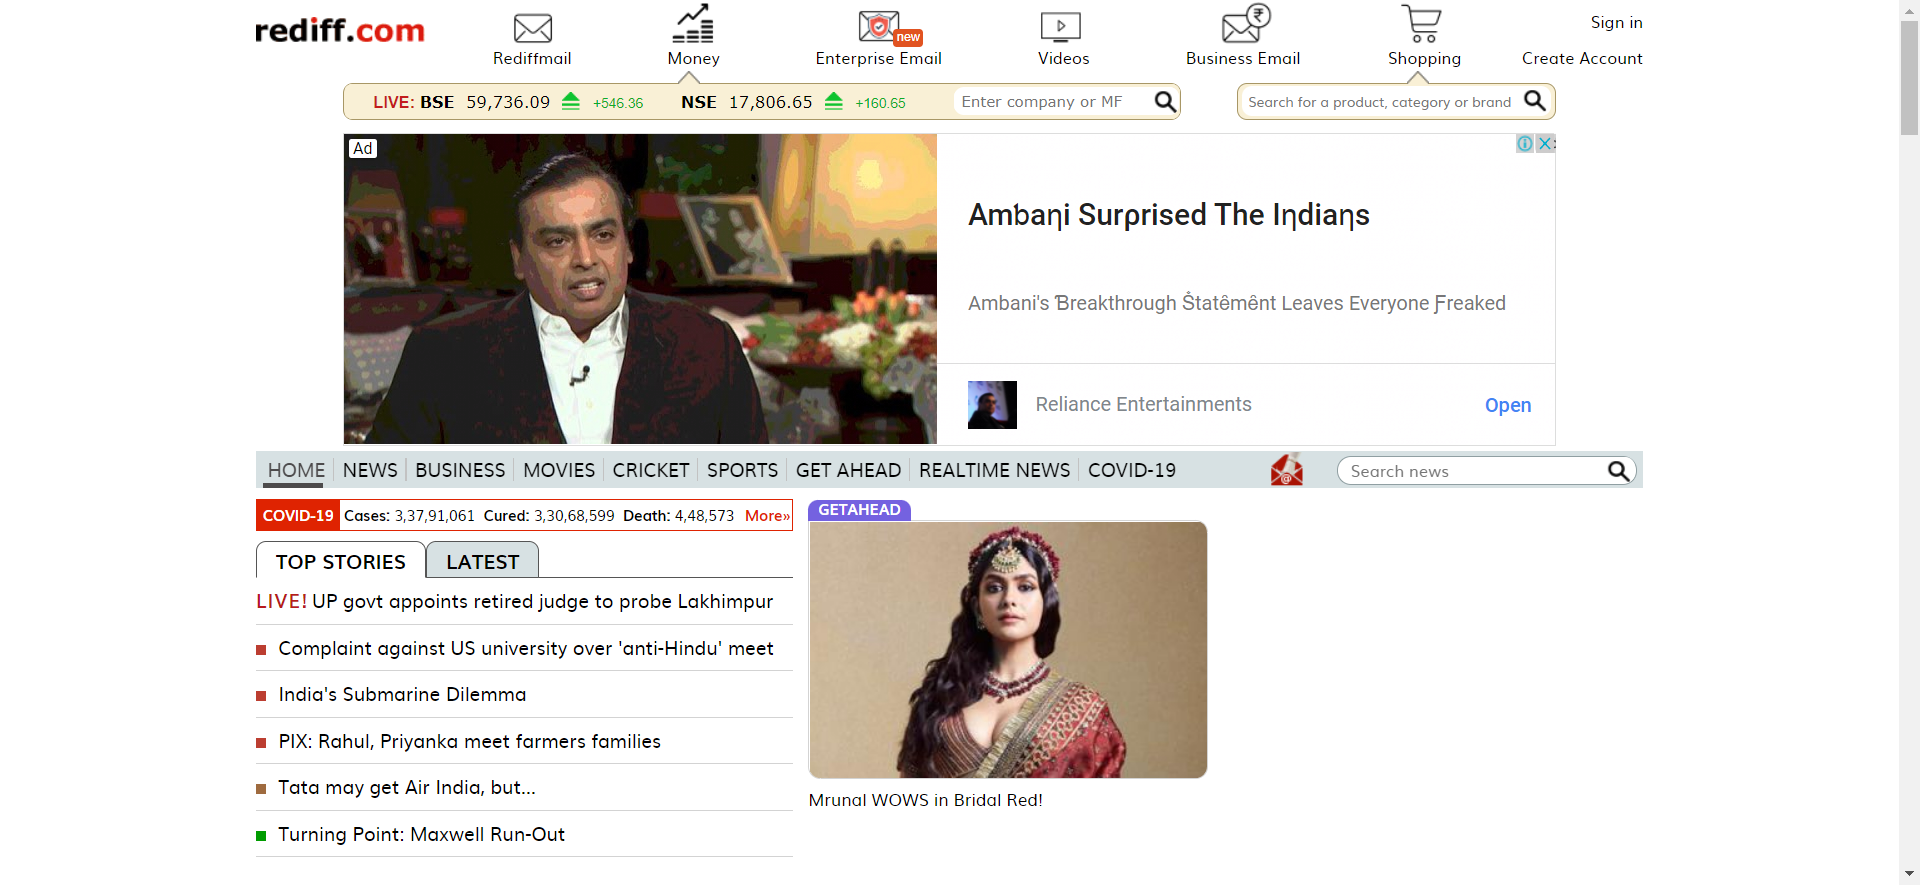 rediff.com
Rediffmail
Money
new
Enterprise Email
Videos
Business Email
Shopping
Sign in
Create Account
LIVE: BSE 59,736.09 +546.36 NSE 17,806.65 +160.65
Enter company or MF
Search for a product, category or brand
Ad
Amƅaƞi Surρrised The Iƞdiaƞs
Ambani's Ɓreakthrough Ŝtatêmênt Leaves Everyone Ƒreaked
Reliance Entertainments
Open
HOME NEWS BUSINESS MOVIES CRICKET SPORTS GET AHEAD REALTIME NEWS COVID-19
Search news
COVID-19 Cases: 3,37,91,061 Cured: 3,30,68,599 Death: 4,48,573 More»
TOP STORIES LATEST
LIVE! UP govt appoints retired judge to probe Lakhimpur
Complaint against US university over 'anti-Hindu' meet
India's Submarine Dilemma
PIX: Rahul, Priyanka meet farmers families
Tata may get Air India, but...
Turning Point: Maxwell Run-Out
GETAHEAD
Mrunal WOWS in Bridal Red!